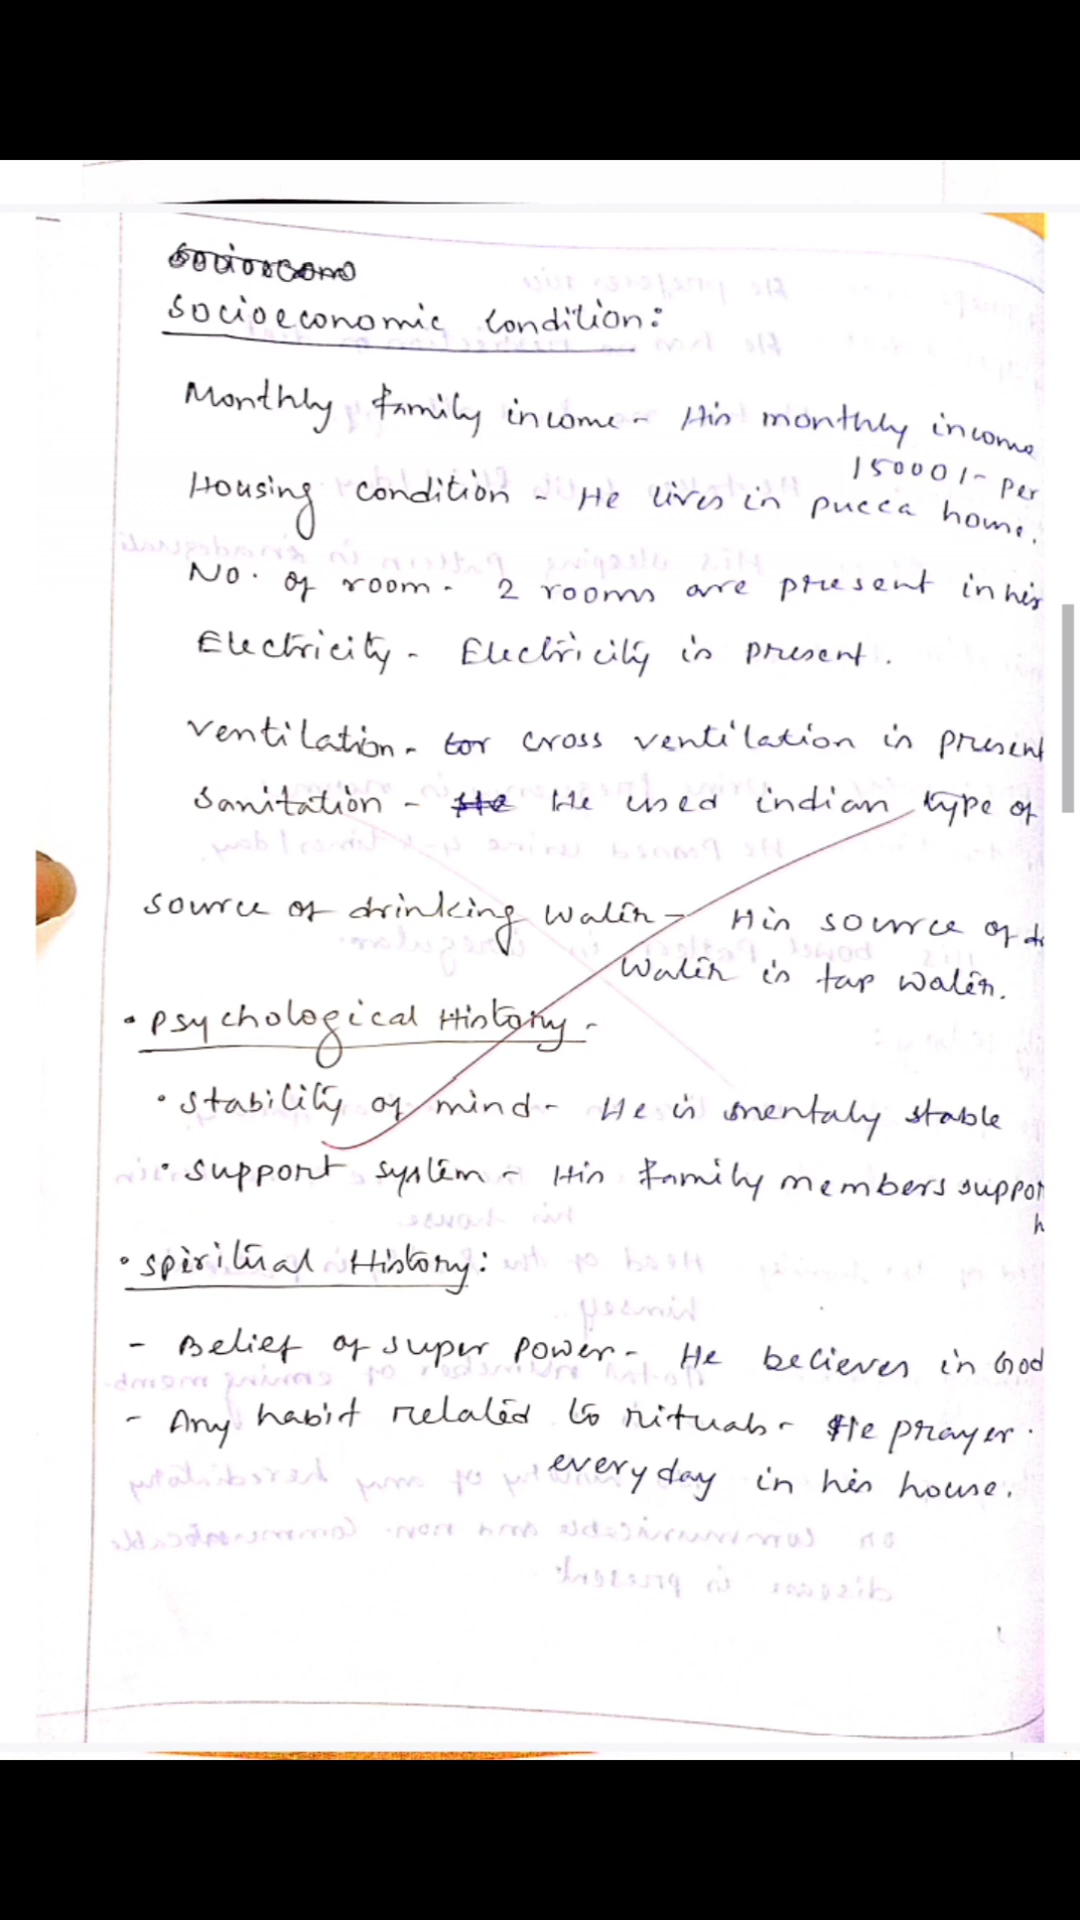 Socioeconomic Condition:
Monthly family income - His monthly income
15000/- per
Housing condition - He lives in pucca home.
No. of room - 2 rooms are present in his
Electricity - Electricity is present.
Ventilation - cross ventilation is present
Sanitation - He used indian type of
source of drinking water - His source of
water is tap water.
• Psychological History -
• Stability of mind - He is mentaly stable
• support system - His family members suppor
• Spiritual History:
- Belief of super power - He believes in God
- Any habit related to rituals - He prayer.
everyday in his house.